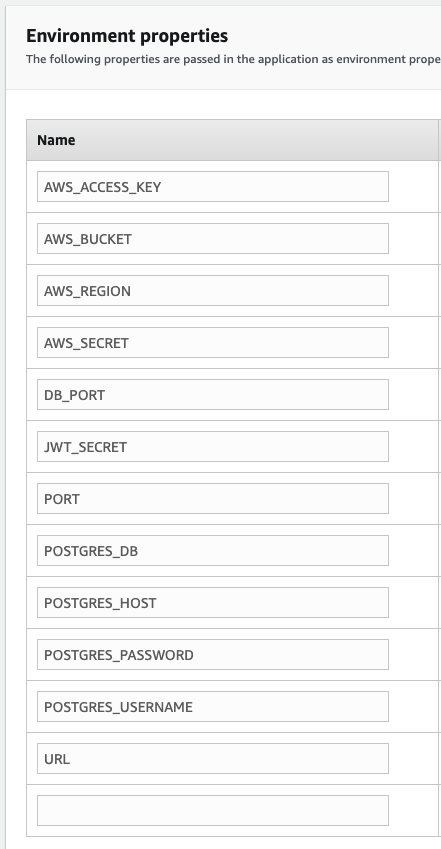 Environment properties
The following properties are passed in the application as environment prope
Name
AWS_ACCESS_KEY
AWS_BUCKET
AWS_REGION
AWS_SECRET
DB_PORT
JWT_SECRET
PORT
POSTGRES_DB
POSTGRES_HOST
POSTGRES_PASSWORD
POSTGRES_USERNAME
URL